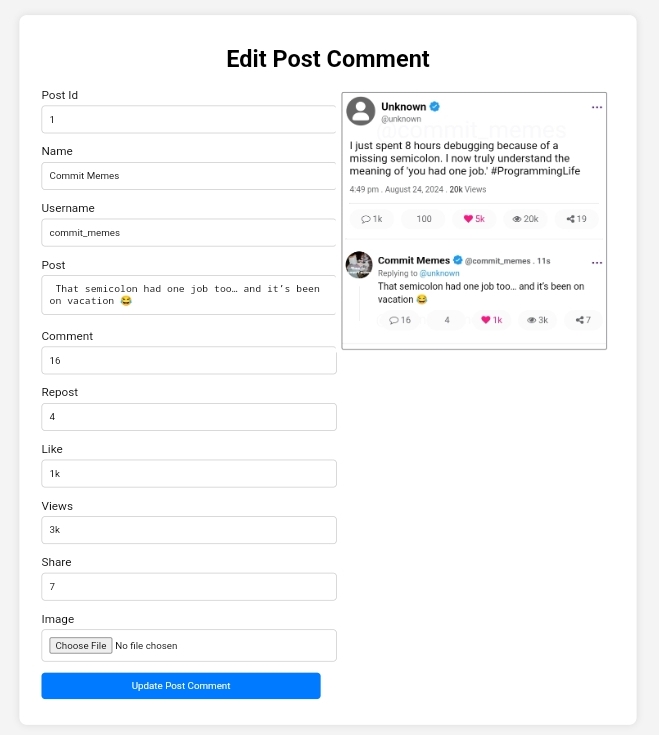 Edit Post Comment
Post Id
1
Name
Commit Memes
Username
commit_memes
Post
That semicolon had one job too… and it's been
on vacation 😂
Comment
16
Repost
4
Like
1k
Views
3k
Share
7
Image
Choose File No file chosen
Update Post Comment
Unknown
@unknown
@commit_memes
I just spent 8 hours debugging because of a
missing semicolon. I now truly understand the
meaning of 'you had one job.' #ProgrammingLife
4:49 pm . August 24, 2024 . 20k Views
1k 100 5k 20k 19
Commit Memes @commit_memes . 11s
Replying to @unknown
That semicolon had one job too… and it's been on
vacation 😂
16 4 1k 3k 7